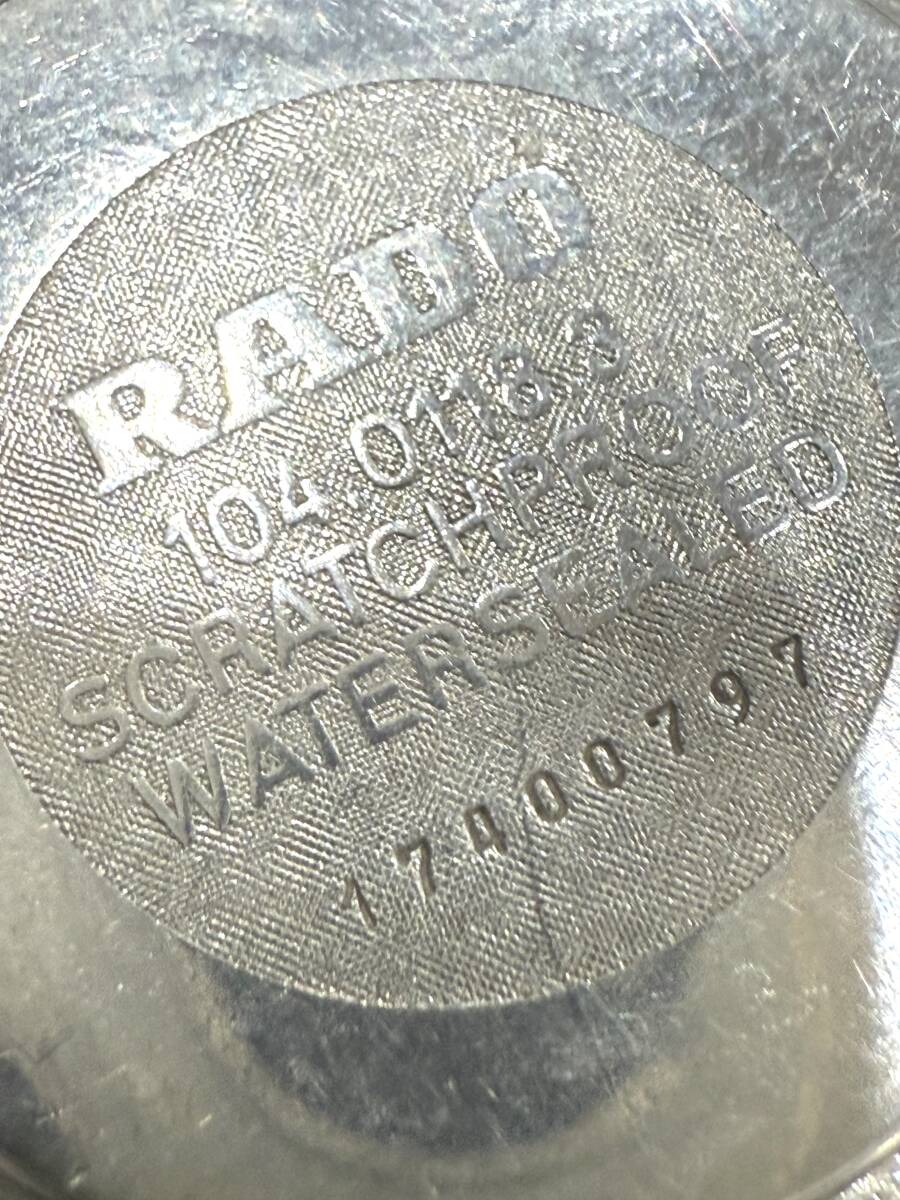 RADO
104.0118.3
SCRATCHPROOF
WATERSEALED
17400797